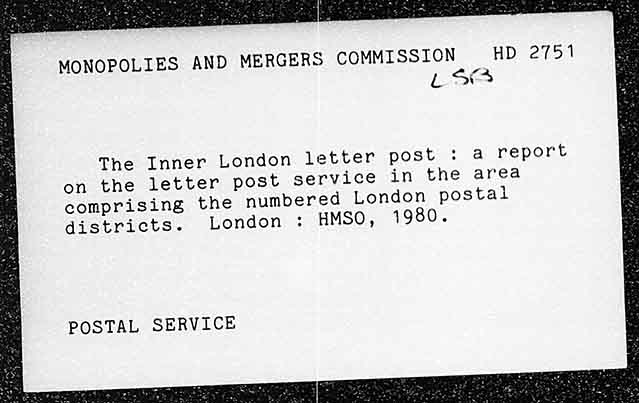 MONOPOLIES AND MERGERS COMMISSION HD 2751
LSB
The Inner London letter post : a report
on the letter post service in the area
comprising the numbered London postal
districts. London : HMSO, 1980.
POSTAL SERVICE